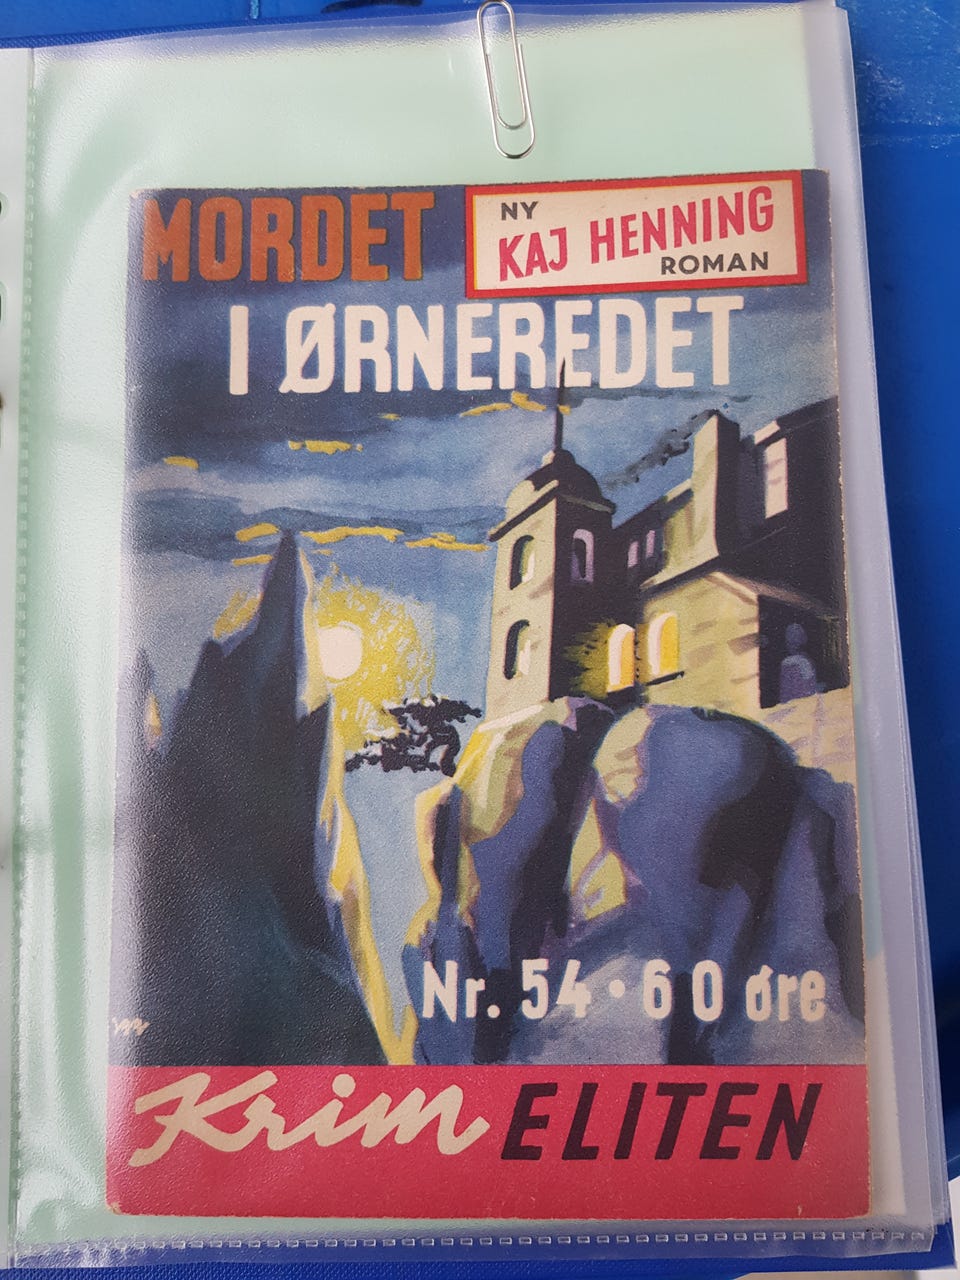 MORDET
NY
KAJ HENNING
ROMAN
I ØRNEREDET
Nr. 54 · 60 øre
Krim ELITEN